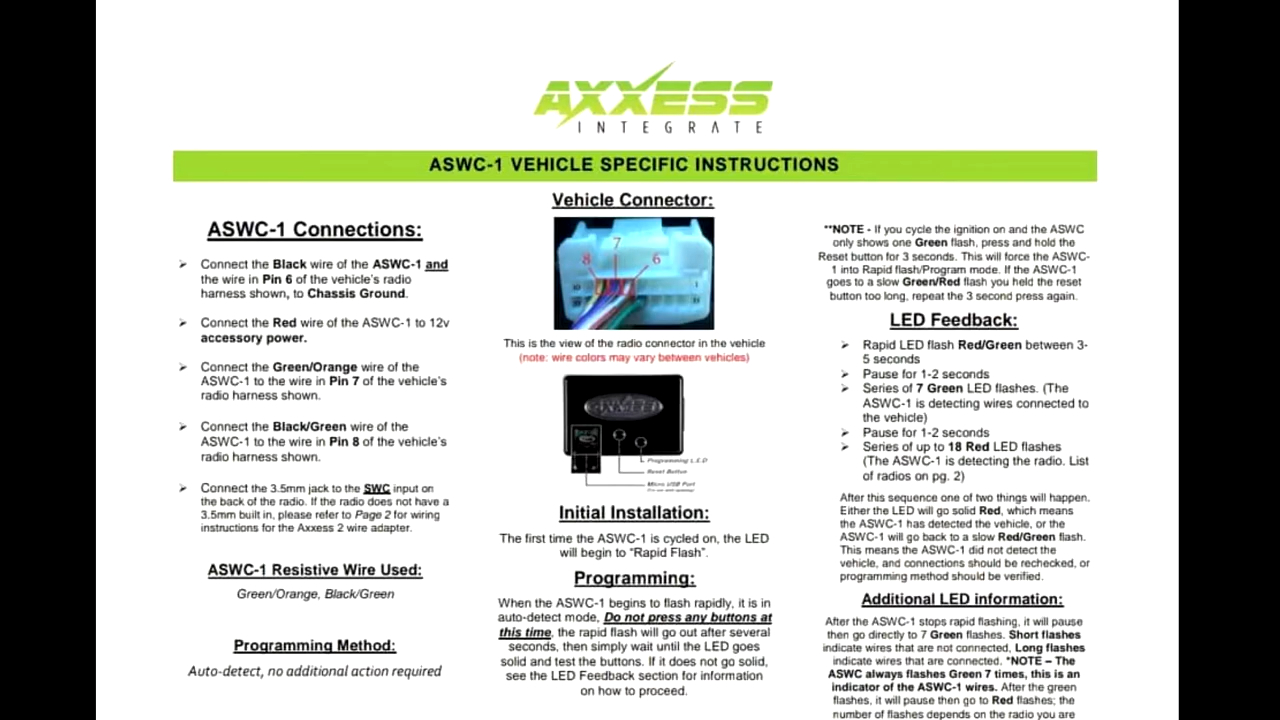 AXXESS
INTEGRATE
ASWC-1 VEHICLE SPECIFIC INSTRUCTIONS
ASWC-1 Connections:
➢ Connect the Black wire of the ASWC-1 and
the wire in Pin 6 of the vehicle's radio
harness shown, to Chassis Ground.
➢ Connect the Red wire of the ASWC-1 to 12v
accessory power.
➢ Connect the Green/Orange wire of the
ASWC-1 to the wire in Pin 7 of the vehicle's
radio harness shown.
➢ Connect the Black/Green wire of the
ASWC-1 to the wire in Pin 8 of the vehicle's
radio harness shown.
➢ Connect the 3.5mm jack to the SWC input on
the back of the radio. If the radio does not have a
3.5mm built in, please refer to Page 2 for wiring
instructions for the Axxess 2 wire adapter.
ASWC-1 Resistive Wire Used:
Green/Orange, Black/Green
Programming Method:
Auto-detect, no additional action required
Vehicle Connector:
7
8
6
This is the view of the radio connector in the vehicle
(note: wire colors may vary between vehicles)
AXXESS
Programming L.E.D
Reset Button
Micro USB Port
Initial Installation:
The first time the ASWC-1 is cycled on, the LED
will begin to “Rapid Flash”.
Programming:
When the ASWC-1 begins to flash rapidly, it is in
auto-detect mode, Do not press any buttons at
this time, the rapid flash will go out after several
seconds, then simply wait until the LED goes
solid and test the buttons. If it does not go solid,
see the LED Feedback section for information
on how to proceed.
**NOTE - If you cycle the ignition on and the ASWC
only shows one Green flash, press and hold the
Reset button for 3 seconds. This will force the ASWC-
1 into Rapid flash/Program mode. If the ASWC-1
goes to a slow Green/Red flash you held the reset
button too long, repeat the 3 second press again.
LED Feedback:
➢ Rapid LED flash Red/Green between 3-
5 seconds
➢ Pause for 1-2 seconds
➢ Series of 7 Green LED flashes. (The
ASWC-1 is detecting wires connected to
the vehicle)
➢ Pause for 1-2 seconds
➢ Series of up to 18 Red LED flashes
(The ASWC-1 is detecting the radio. List
of radios on pg. 2)
After this sequence one of two things will happen.
Either the LED will go solid Red, which means
the ASWC-1 has detected the vehicle, or the
ASWC-1 will go back to a slow Red/Green flash.
This means the ASWC-1 did not detect the
vehicle, and connections should be rechecked, or
programming method should be verified.
Additional LED information:
After the ASWC-1 stops rapid flashing, it will pause
then go directly to 7 Green flashes. Short flashes
indicate wires that are not connected, Long flashes
indicate wires that are connected. *NOTE – The
ASWC always flashes Green 7 times, this is an
indicator of the ASWC-1 wires. After the green
flashes, it will pause then go to Red flashes; the
number of flashes depends on the radio you are